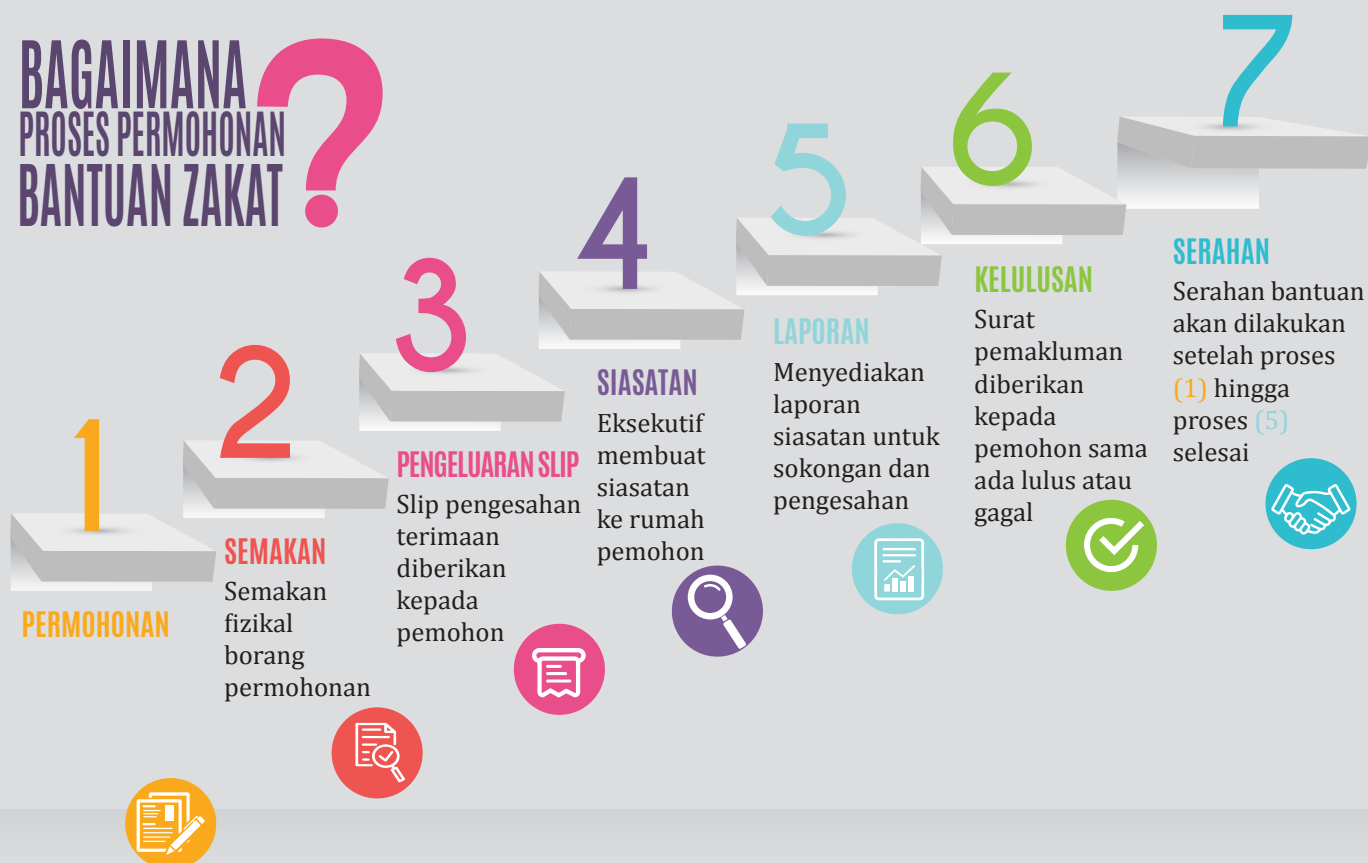 BAGAIMANA
PROSES PERMOHONAN
BANTUAN ZAKAT
?
1
PERMOHONAN
2
SEMAKAN
Semakan
fizikal
borang
permohonan
3
PENGELUARAN SLIP
Slip pengesahan
terimaan
diberikan
kepada
pemohon
4
SIASATAN
Eksekutif
membuat
siasatan
ke rumah
pemohon
5
LAPORAN
Menyediakan
laporan
siasatan untuk
sokongan dan
pengesahan
6
KELULUSAN
Surat
pemakluman
diberikan
kepada
pemohon sama
ada lulus atau
gagal
7
SERAHAN
Serahan bantuan
akan dilakukan
setelah proses
(1) hingga
proses (5)
selesai